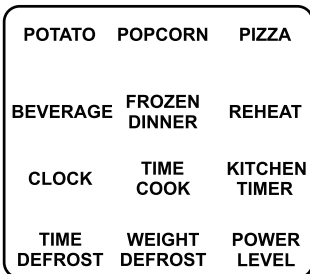 POTATO POPCORN PIZZA
BEVERAGE FROZEN DINNER REHEAT
CLOCK TIME COOK KITCHEN TIMER
TIME DEFROST WEIGHT DEFROST POWER LEVEL